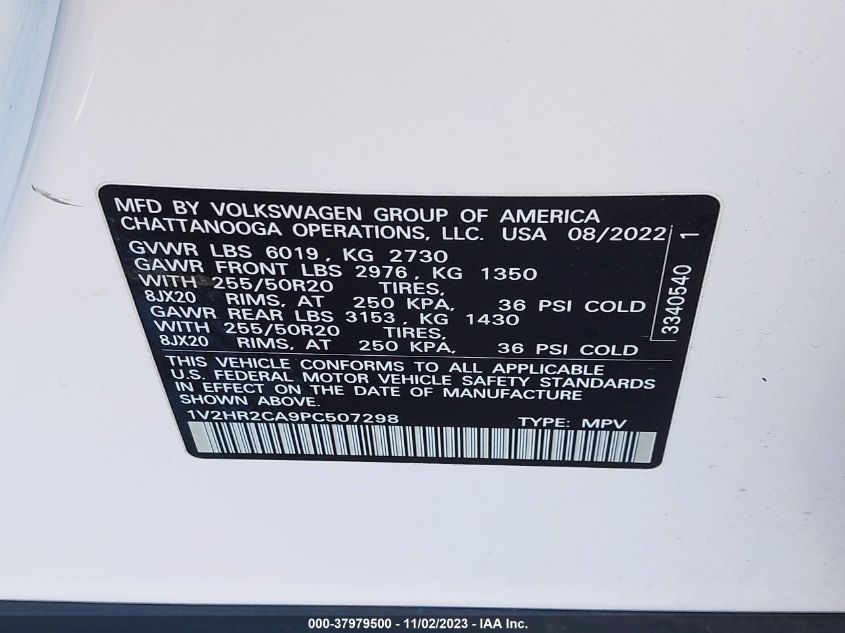 MFD BY VOLKSWAGEN GROUP OF AMERICA
CHATTANOOGA OPERATIONS, LLC. USA 08/2022
GVWR LBS 6019, KG 2730
GAWR FRONT LBS 2976, KG 1350
WITH 255/50R20 TIRES,
8JX20 RIMS, AT 250 KPA, 36 PSI COLD
GAWR REAR LBS 3153, KG 1430
WITH 255/50R20 TIRES,
8JX20 RIMS, AT 250 KPA, 36 PSI COLD
THIS VEHICLE CONFORMS TO ALL APPLICABLE
U.S. FEDERAL MOTOR VEHICLE SAFETY STANDARDS
IN EFFECT ON THE DATE OF MANUFACTURE
SHOWN ABOVE.
1V2HR2CA9PC507298 TYPE: MPV
3340540 1
000-37979500 - 11/02/2023 - IAA Inc.